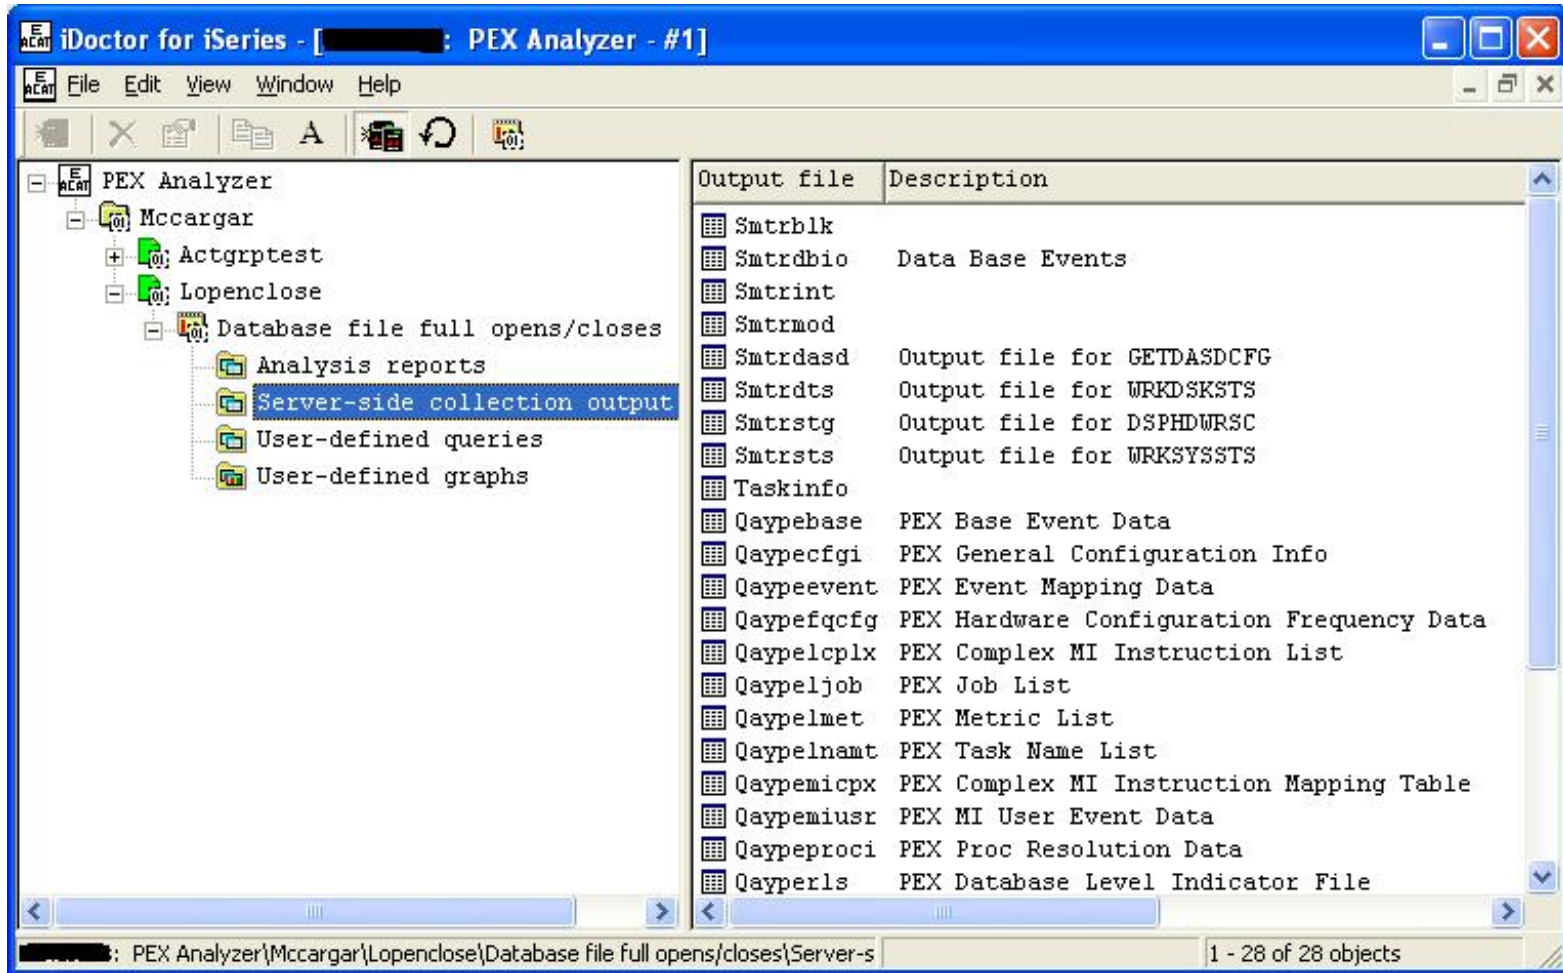 iDoctor for iSeries - [ : PEX Analyzer - #1]
File Edit View Window Help
A
PEX Analyzer
Mccargar
Actgrptest
Lopenclose
Database file full opens/closes
Analysis reports
Server-side collection output
User-defined queries
User-defined graphs
Output file Description
Smtrblk
Smtrdbio Data Base Events
Smtrint
Smtrmod
Smtrdasd Output file for GETDASDCFG
Smtrdts Output file for WRKDSKSTS
Smtrstg Output file for DSPHDWRSC
Smtrsts Output file for WRKSYSSTS
Taskinfo
Qaypebase PEX Base Event Data
Qaypecfgi PEX General Configuration Info
Qaypeevent PEX Event Mapping Data
Qaypefqcfg PEX Hardware Configuration Frequency Data
Qaypelcplx PEX Complex MI Instruction List
Qaypeljob PEX Job List
Qaypelmet PEX Metric List
Qaypelnamt PEX Task Name List
Qaypemicpx PEX Complex MI Instruction Mapping Table
Qaypemiusr PEX MI User Event Data
Qaypeproci PEX Proc Resolution Data
Qayperls PEX Database Level Indicator File
: PEX Analyzer\Mccargar\Lopenclose\Database file full opens/closes\Server-s
1 - 28 of 28 objects